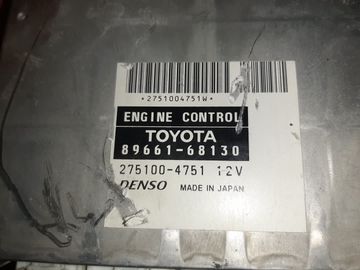 *2751004751W*
ENGINE CONTROL
TOYOTA
89661-68130
275100-4751 12V
DENSO MADE IN JAPAN